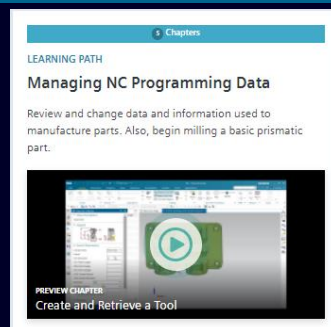 5 Chapters
LEARNING PATH
Managing NC Programming Data
Review and change data and information used to
manufacture parts. Also, begin milling a basic prismatic
part.
PREVIEW CHAPTER
Create and Retrieve a Tool